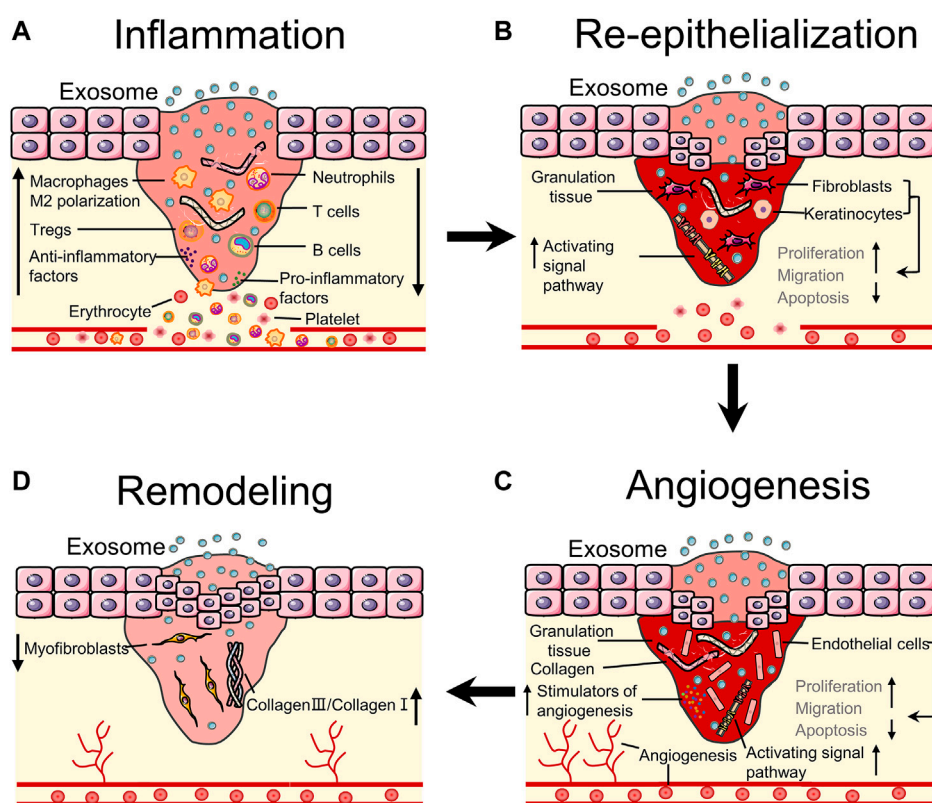 A
Inflammation
Exosome
Macrophages
M2 polarization
Tregs
Anti-inflammatory
factors
Erythrocyte
Neutrophils
T cells
B cells
Pro-inflammatory
factors
Platelet
B
Re-epithelialization
Exosome
Granulation
tissue
Activating
signal
pathway
Fibroblasts
Keratinocytes
Proliferation
Migration
Apoptosis
C
Angiogenesis
Exosome
Granulation
tissue
Collagen
Stimulators of
angiogenesis
Angiogenesis
Endothelial cells
Proliferation
Migration
Apoptosis
Activating signal
pathway
D
Remodeling
Exosome
Myofibroblasts
CollagenⅢ/Collagen Ⅰ